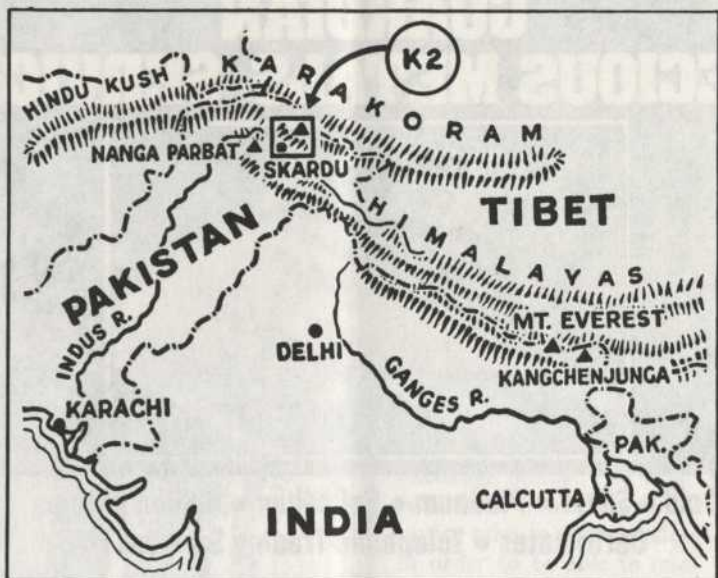 K2
HINDU KUSH
KARAKORAM
NANGA PARBAT
SKARDU
TIBET
HIMALAYAS
PAKISTAN
INDUS R.
MT. EVEREST
DELHI
KANGCHENJUNGA
GANGES R.
KARACHI
PAK.
CALCUTTA
INDIA